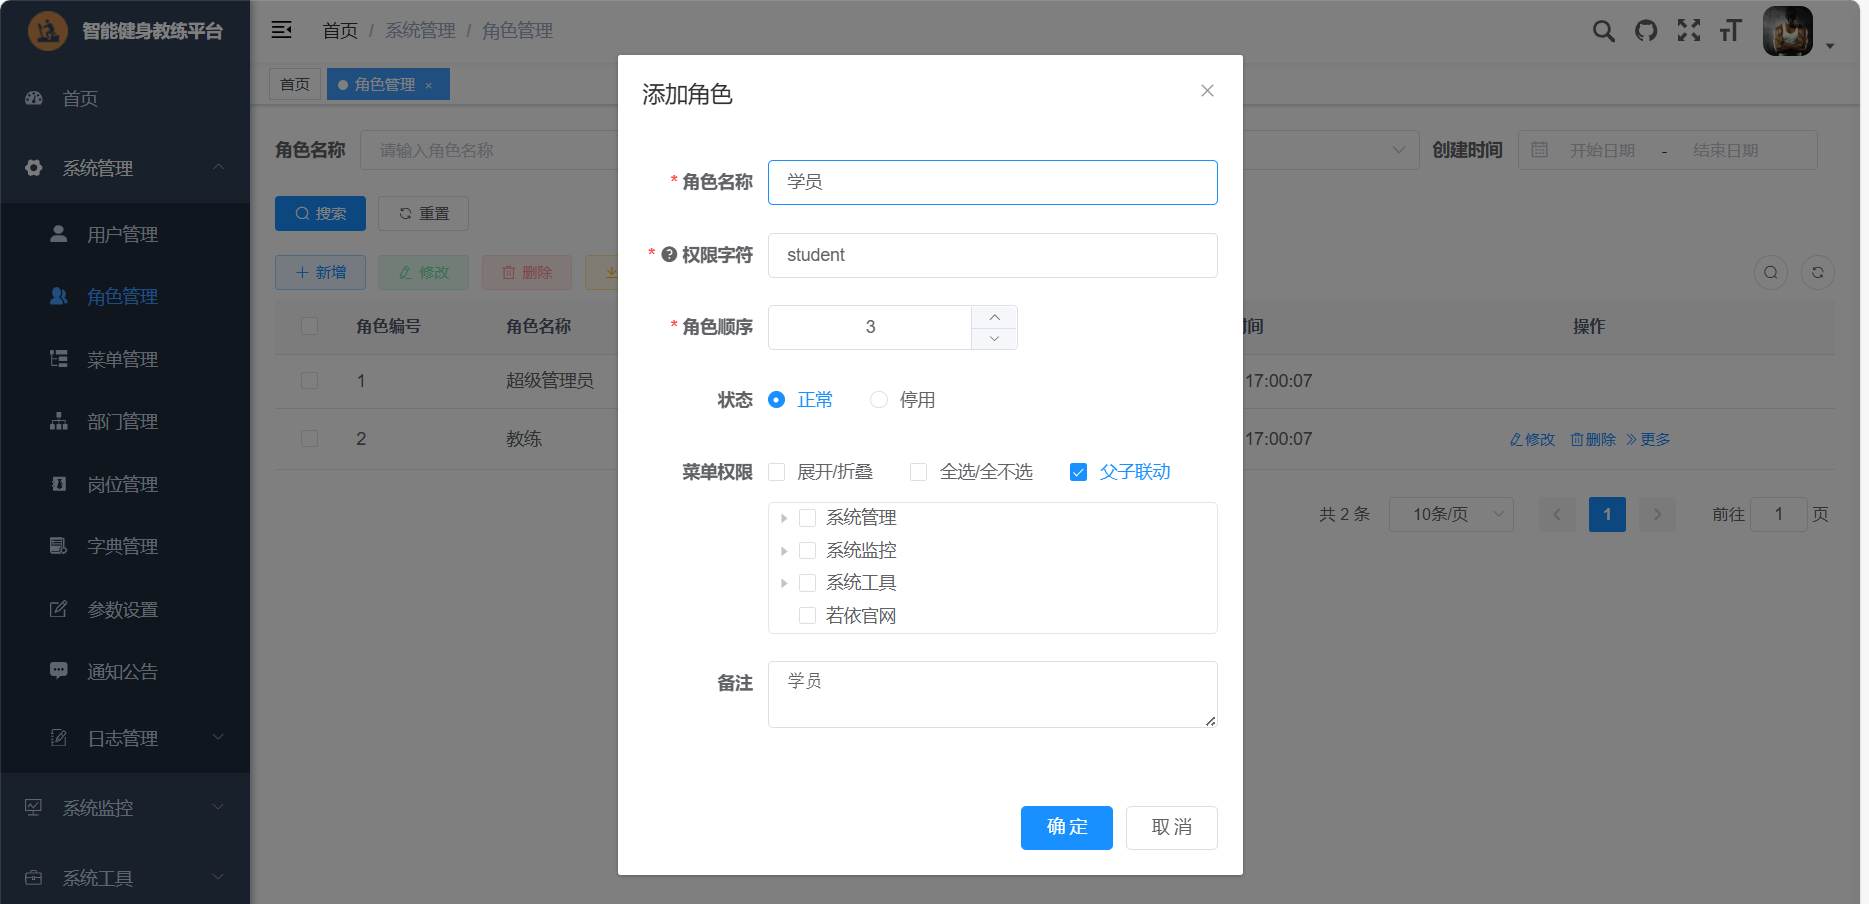 智能健身教练平台
首页
系统管理
用户管理
角色管理
菜单管理
部门管理
岗位管理
字典管理
参数设置
通知公告
日志管理
系统监控
系统工具
首页 / 系统管理 / 角色管理
首页
角色管理 ×
角色名称 请输入角色名称
创建时间 开始日期 - 结束日期
搜索 重置
新增 修改 删除
角色编号 角色名称 间 操作
1 超级管理员 17:00:07
2 教练 17:00:07 修改 删除 更多
共 2 条 10条/页 1 前往 1 页
添加角色
* 角色名称 学员
* 权限字符 student
* 角色顺序 3
状态 正常 停用
菜单权限 展开/折叠 全选/全不选 父子联动
系统管理
系统监控
系统工具
若依官网
备注 学员
确 定 取 消